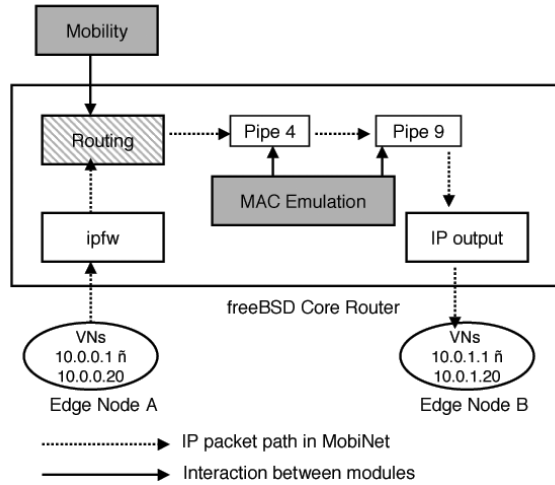 Mobility
Routing
Pipe 4
Pipe 9
MAC Emulation
ipfw
IP output
freeBSD Core Router
VNs
10.0.0.1 ñ
10.0.0.20
VNs
10.0.1.1 ñ
10.0.1.20
Edge Node A
Edge Node B
IP packet path in MobiNet
Interaction between modules